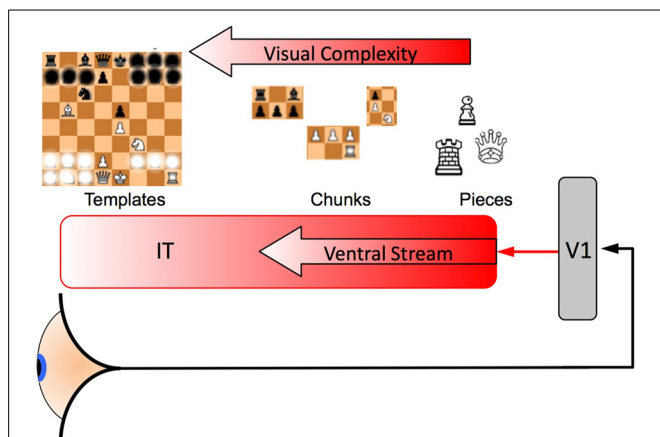 Visual Complexity
Templates
Chunks
Pieces
IT
Ventral Stream
V1